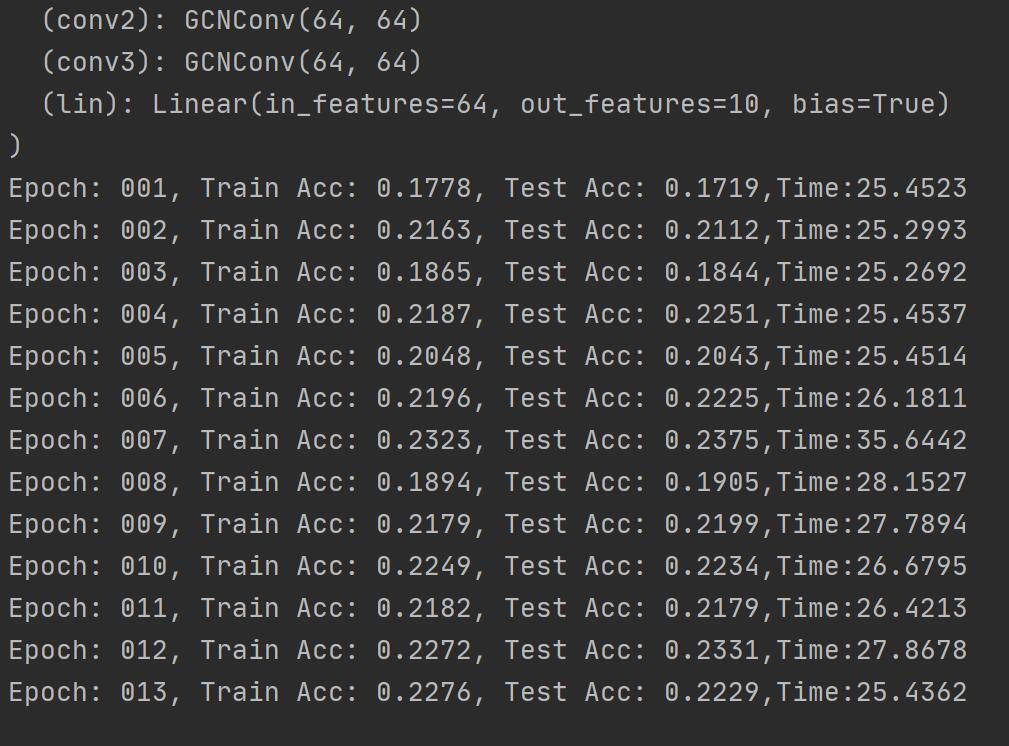 (conv2): GCNConv(64, 64)
(conv3): GCNConv(64, 64)
(lin): Linear(in_features=64, out_features=10, bias=True)
)
Epoch: 001, Train Acc: 0.1778, Test Acc: 0.1719,Time:25.4523
Epoch: 002, Train Acc: 0.2163, Test Acc: 0.2112,Time:25.2993
Epoch: 003, Train Acc: 0.1865, Test Acc: 0.1844,Time:25.2692
Epoch: 004, Train Acc: 0.2187, Test Acc: 0.2251,Time:25.4537
Epoch: 005, Train Acc: 0.2048, Test Acc: 0.2043,Time:25.4514
Epoch: 006, Train Acc: 0.2196, Test Acc: 0.2225,Time:26.1811
Epoch: 007, Train Acc: 0.2323, Test Acc: 0.2375,Time:35.6442
Epoch: 008, Train Acc: 0.1894, Test Acc: 0.1905,Time:28.1527
Epoch: 009, Train Acc: 0.2179, Test Acc: 0.2199,Time:27.7894
Epoch: 010, Train Acc: 0.2249, Test Acc: 0.2234,Time:26.6795
Epoch: 011, Train Acc: 0.2182, Test Acc: 0.2179,Time:26.4213
Epoch: 012, Train Acc: 0.2272, Test Acc: 0.2331,Time:27.8678
Epoch: 013, Train Acc: 0.2276, Test Acc: 0.2229,Time:25.4362